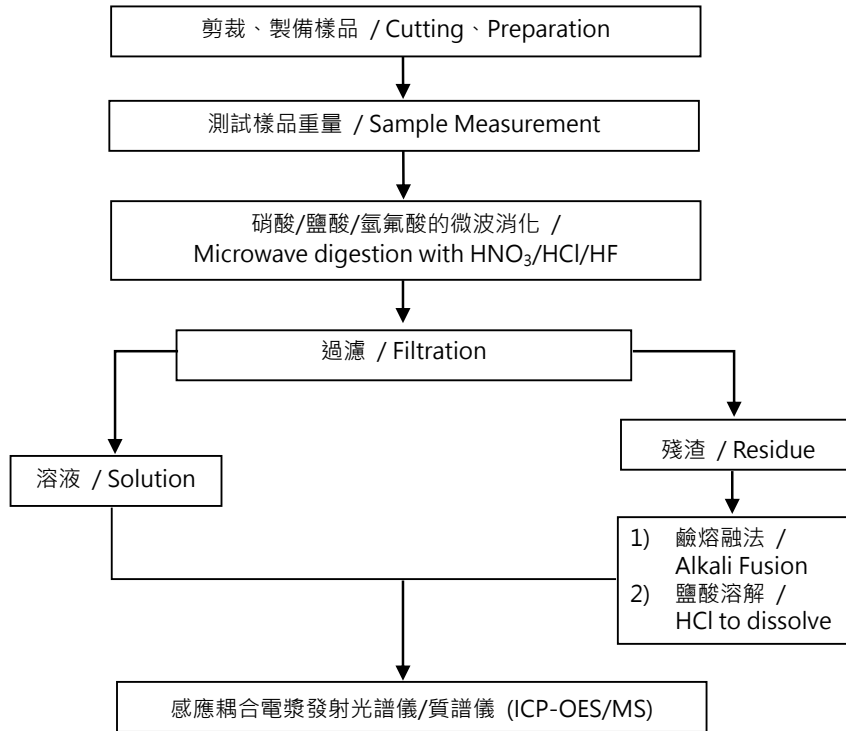 剪裁、製備樣品 / Cutting、Preparation
測試樣品重量 / Sample Measurement
硝酸/鹽酸/氫氟酸的微波消化 /
Microwave digestion with HNO₃/HCl/HF
過濾 / Filtration
溶液 / Solution
殘渣 / Residue
1) 鹼熔融法 /
Alkali Fusion
2) 鹽酸溶解 /
HCl to dissolve
感應耦合電漿發射光譜儀/質譜儀 (ICP-OES/MS)